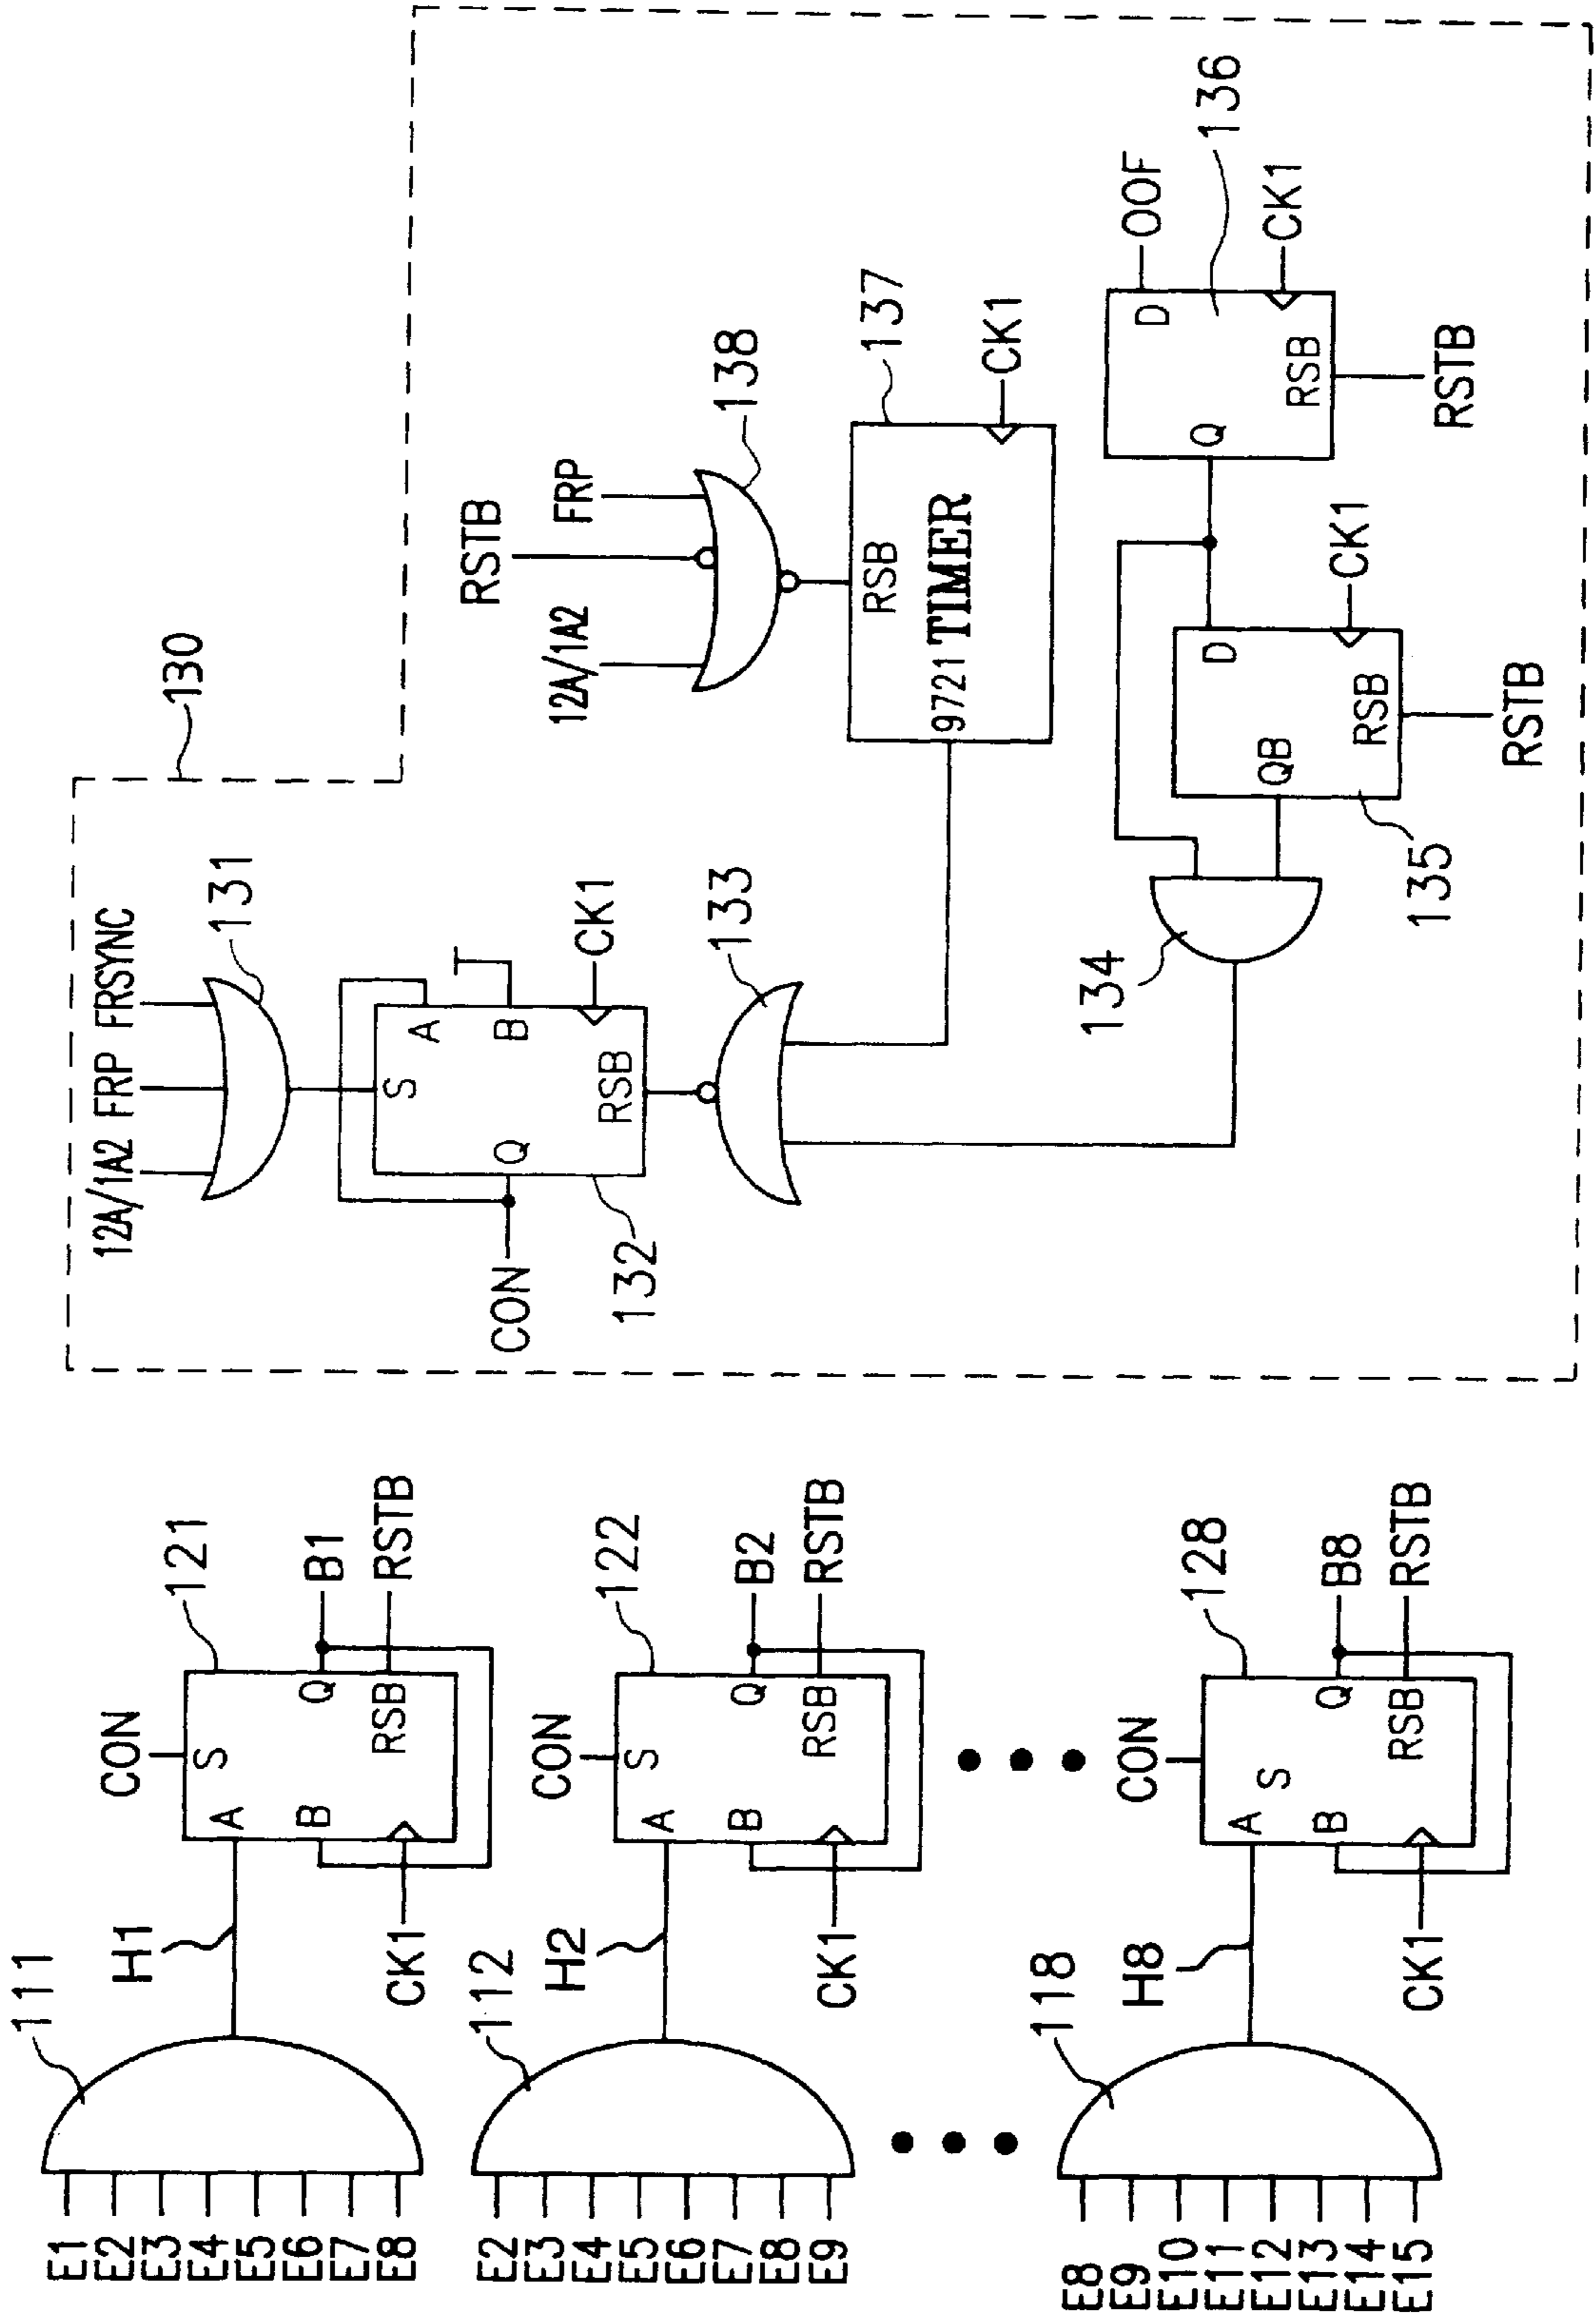 E1
E2
E3
E4
E5
E6
E7
E8
111
H1
CON
121
A
S
B
Q
RSB
CK1
B1
RSTB
E2
E3
E4
E5
E6
E7
E8
E9
112
H2
CON
122
A
S
B
Q
RSB
CK1
B2
RSTB
E8
E9
E10
E11
E12
E13
E14
E15
118
H8
CON
128
A
S
B
Q
RSB
CK1
B8
RSTB
130
12A/1A2
FRP
FRSYNC
131
S
A
Q
B
RSB
CON
CK1
132
133
12A/1A2
RSTB
FRP
138
RSB
9721 TIMER
137
CK1
134
QB
D
RSB
CK1
135
RSTB
Q
D
RSB
OOF
136
CK1
RSTB